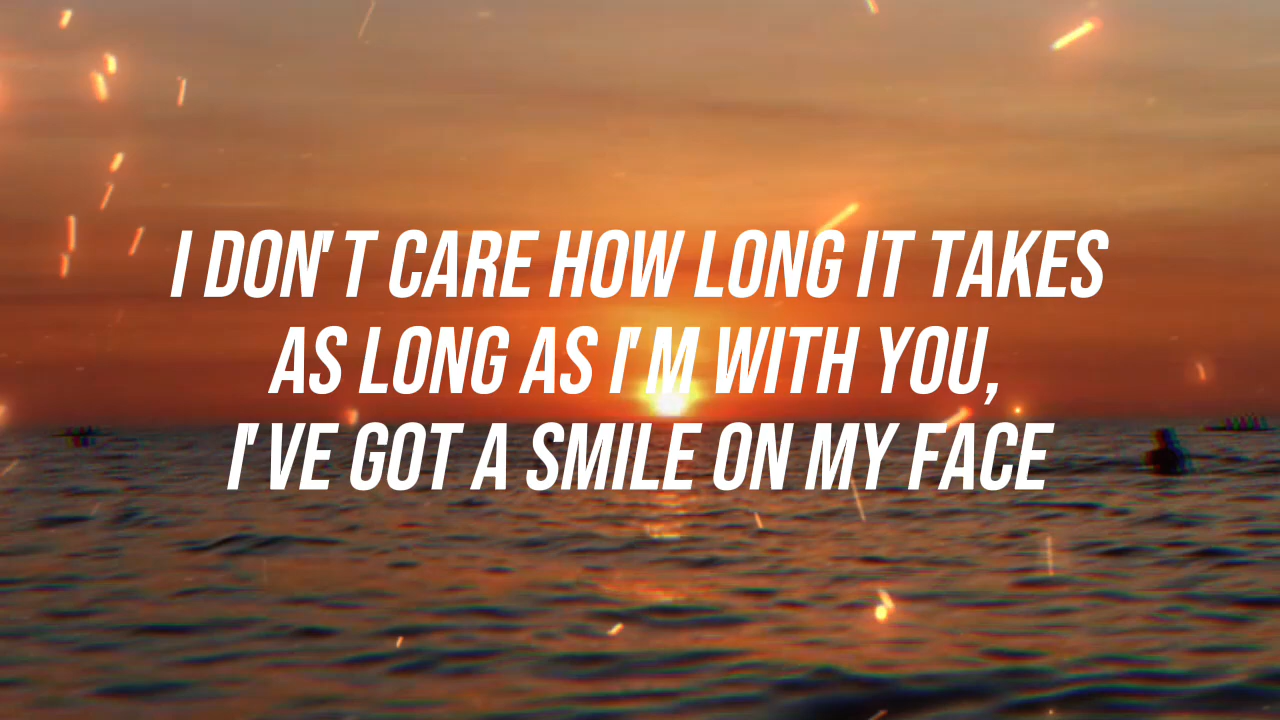 I DON'T CARE HOW LONG IT TAKES
AS LONG AS I'M WITH YOU,
I'VE GOT A SMILE ON MY FACE